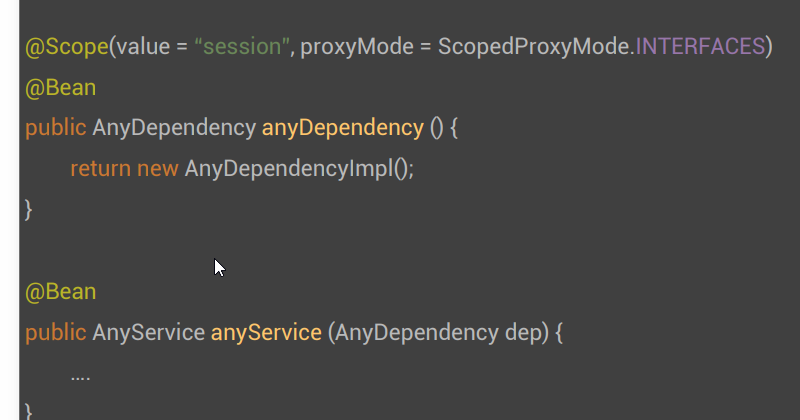 @Scope(value = “session”, proxyMode = ScopedProxyMode.INTERFACES)
@Bean
public AnyDependency anyDependency () {
return new AnyDependencyImpl();
}
@Bean
public AnyService anyService (AnyDependency dep) {
....
}